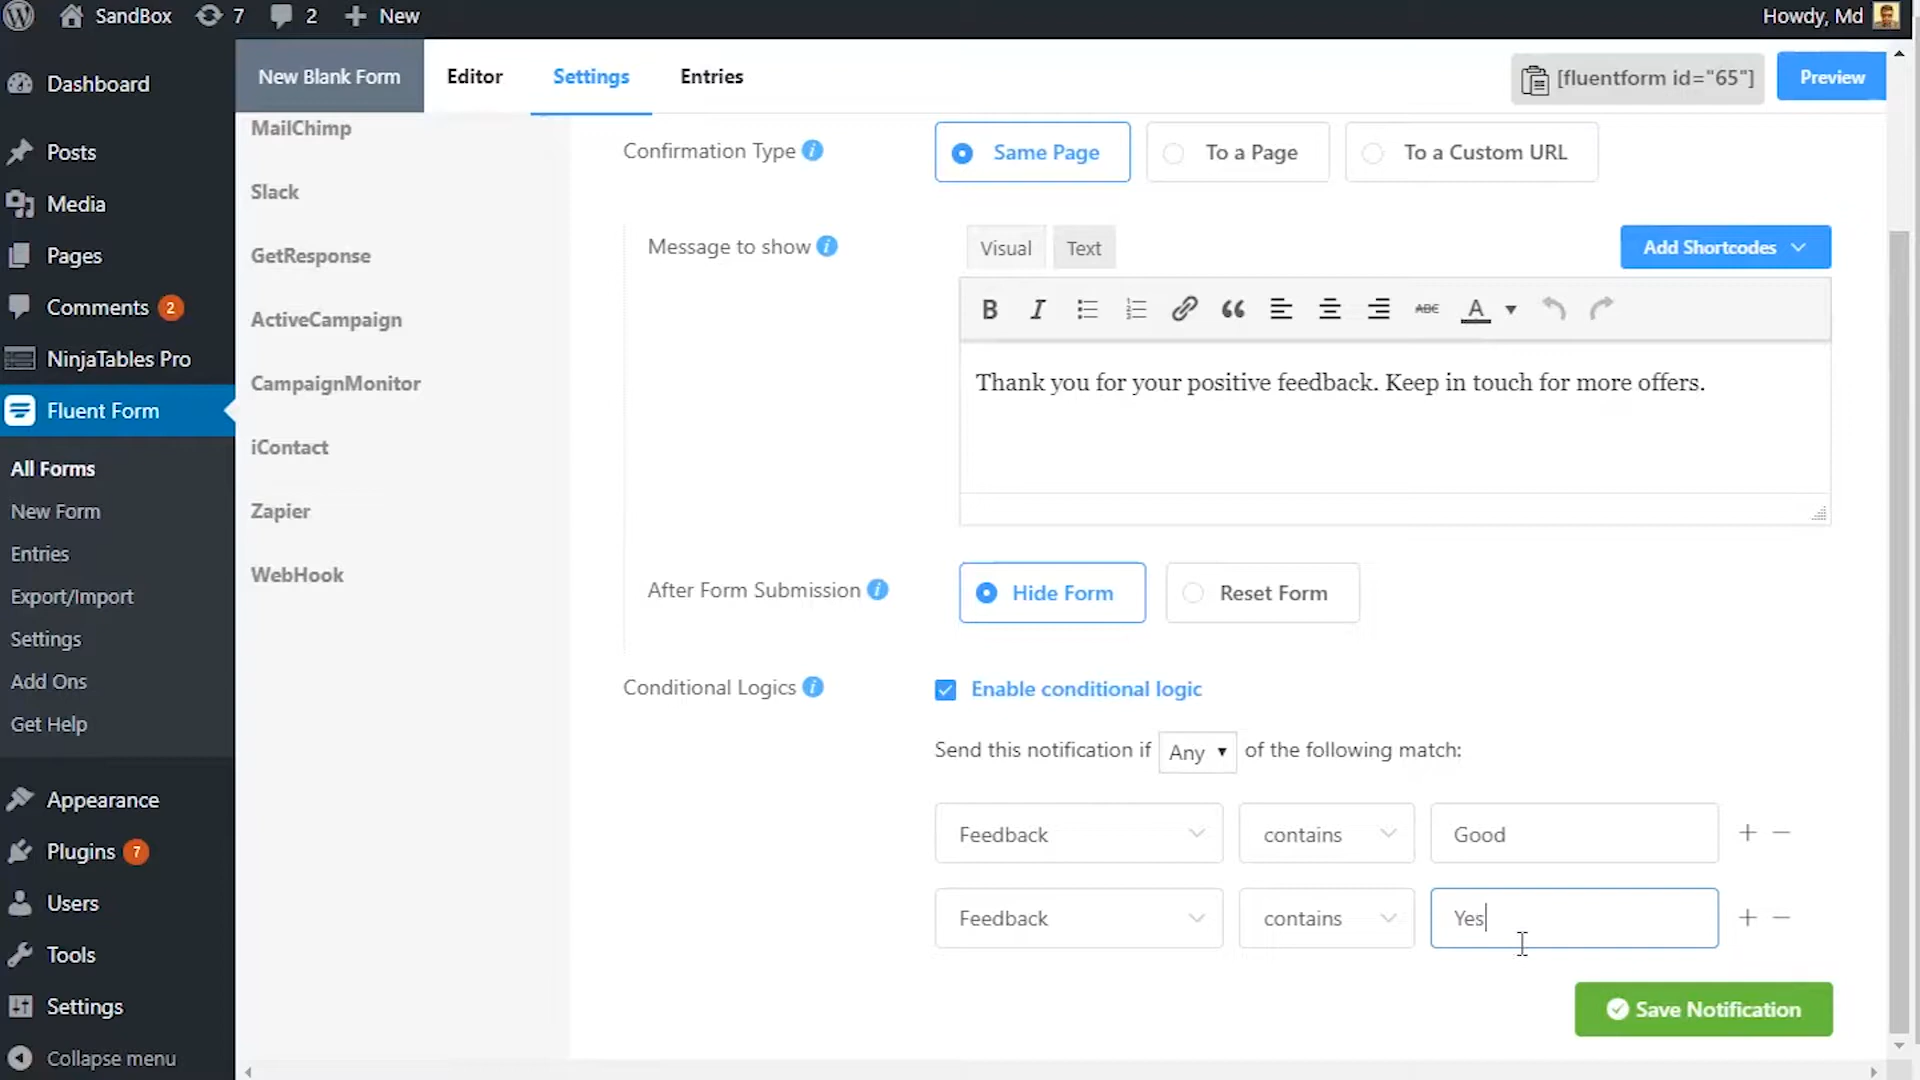 SandBox 7 2 New Howdy, Md
Dashboard
Posts
Media
Pages
Comments 2
NinjaTables Pro
Fluent Form
All Forms
New Form
Entries
Export/Import
Settings
Add Ons
Get Help
Appearance
Plugins 7
Users
Tools
Settings
Collapse menu
New Blank Form Editor Settings Entries [fluentform id="65"] Preview
MailChimp
Slack
GetResponse
ActiveCampaign
CampaignMonitor
iContact
Zapier
WebHook
Confirmation Type i Same Page To a Page To a Custom URL
Message to show i Visual Text Add Shortcodes
B I ABC A
Thank you for your positive feedback. Keep in touch for more offers.
After Form Submission i Hide Form Reset Form
Conditional Logics i Enable conditional logic
Send this notification if Any of the following match:
Feedback contains Good + −
Feedback contains Yes + −
Save Notification